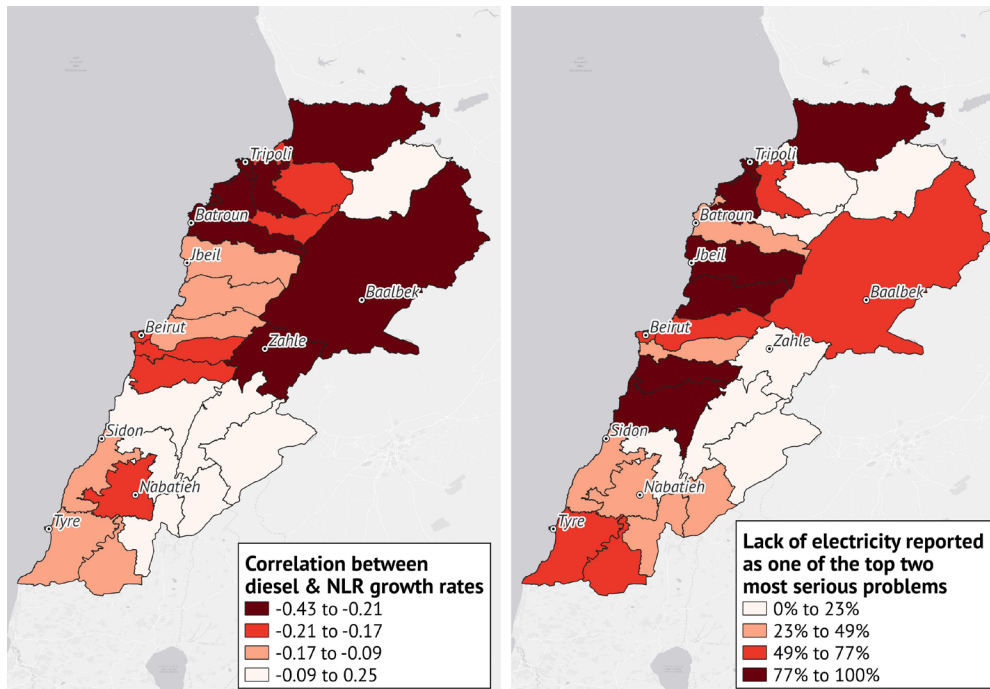 Tripoli
Batroun
Jbeil
Baalbek
Beirut
Zahle
Sidon
Nabatieh
Tyre
Correlation between
diesel & NLR growth rates
-0.43 to -0.21
-0.21 to -0.17
-0.17 to -0.09
-0.09 to 0.25
Tripoli
Batroun
Jbeil
Baalbek
Beirut
Zahle
Sidon
Nabatieh
Tyre
Lack of electricity reported
as one of the top two
most serious problems
0% to 23%
23% to 49%
49% to 77%
77% to 100%